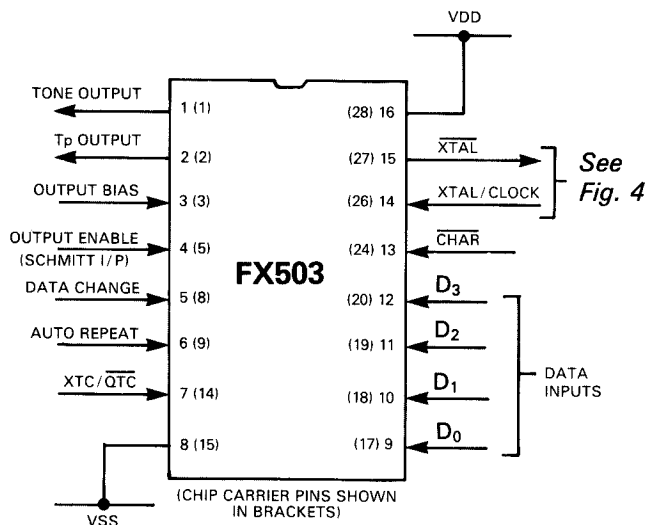 VDD
TONE OUTPUT
1 (1)
(28) 16
Tp OUTPUT
2 (2)
(27) 15
XTAL
See
Fig. 4
OUTPUT BIAS
3 (3)
(26) 14
XTAL/CLOCK
OUTPUT ENABLE
(SCHMITT I/P)
4 (5)
(24) 13
CHAR
FX503
DATA CHANGE
5 (8)
(20) 12
D3
AUTO REPEAT
6 (9)
(19) 11
D2
DATA
INPUTS
XTC/QTC
7 (14)
(18) 10
D1
8 (15)
(17) 9
D0
(CHIP CARRIER PINS SHOWN
IN BRACKETS)
VSS